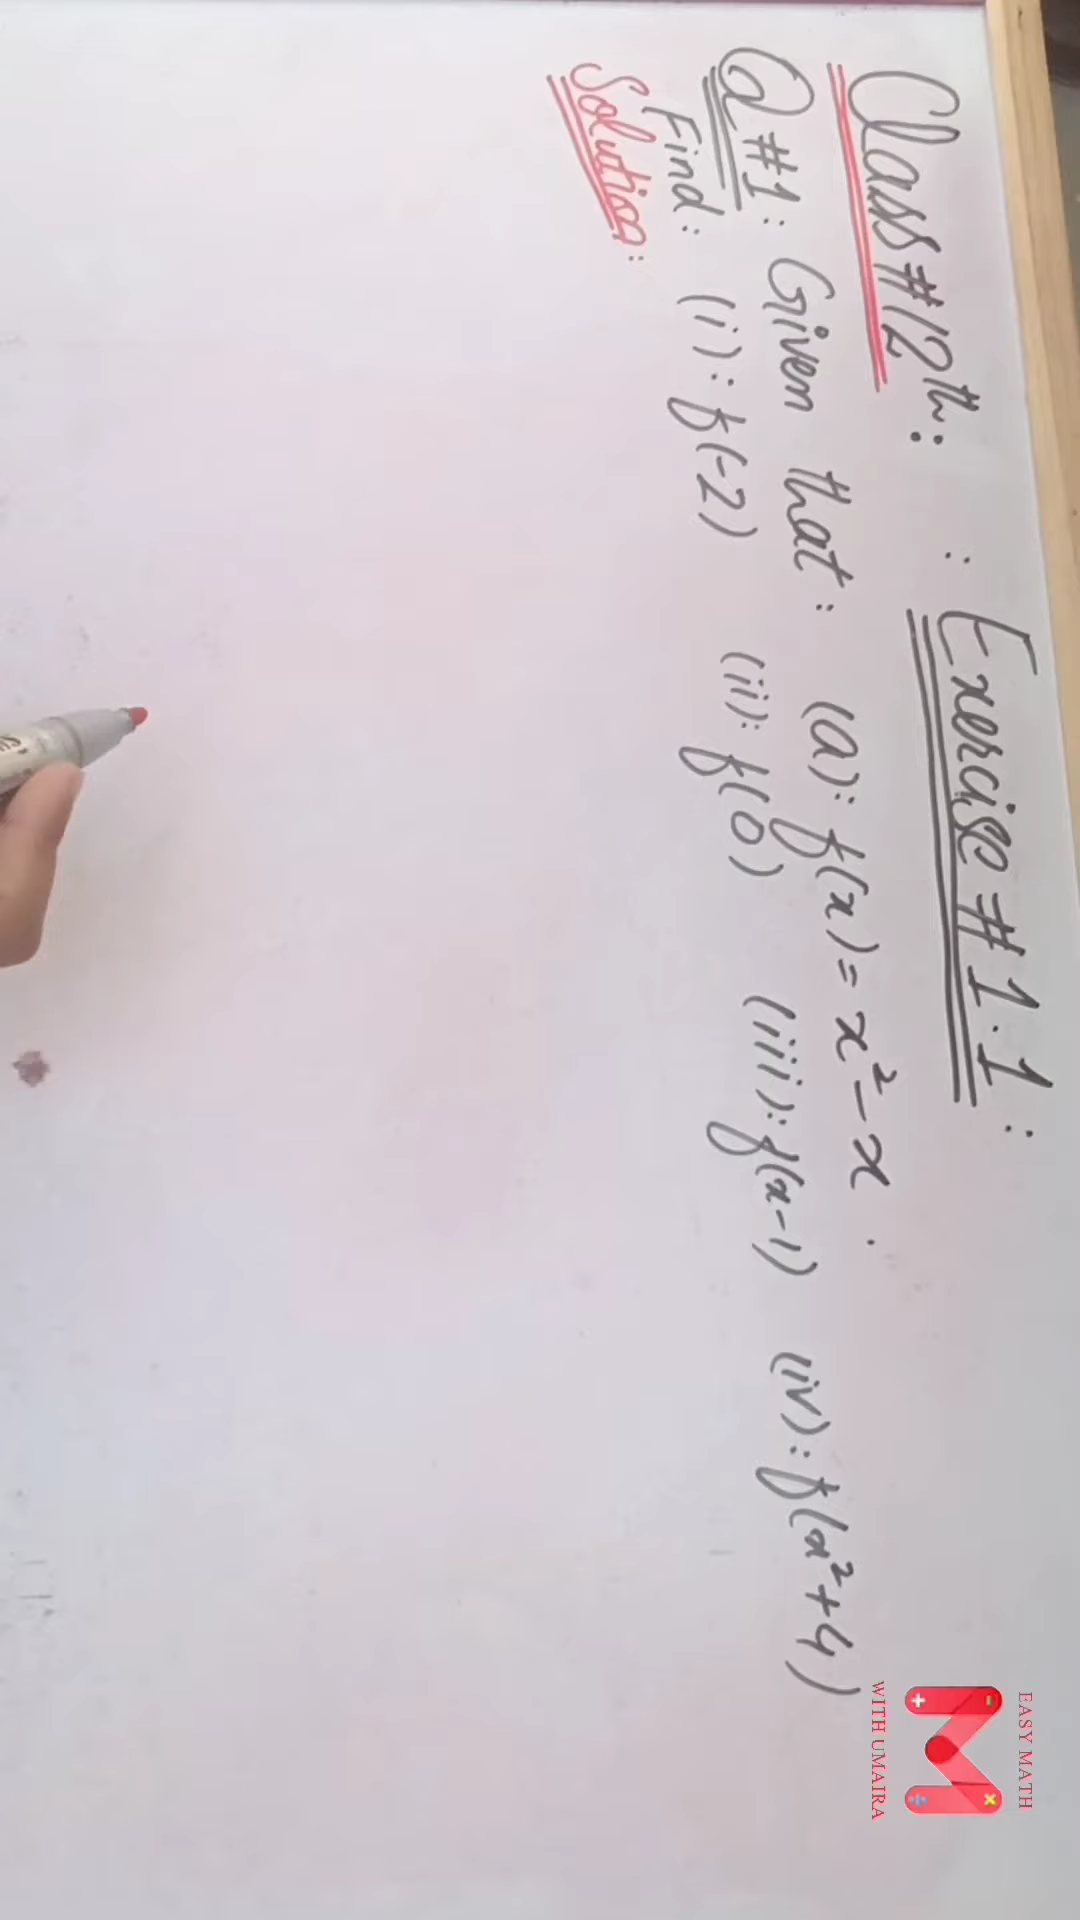 Class#12th: : Exercise#1.1:
Q#1: Given that: (a): f(x)=x²-x.
Find: (i): f(-2) (ii): f(0) (iii): f(x-1) (iv): f(x²+4)
Solution:
EASY MATH
WITH UMAIRA